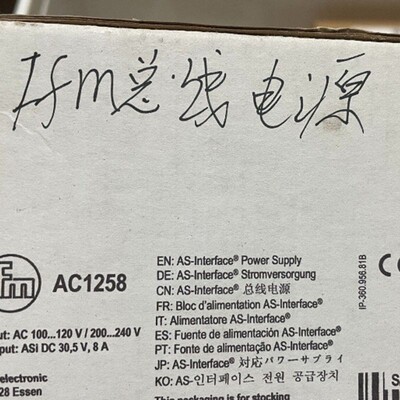 ifm总线电源
ifm
AC1258
EN: AS-Interface® Power Supply
DE: AS-Interface® Stromversorgung
CN: AS-Interface® 总线电源
FR: Bloc d'alimentation AS-Interface®
IT: Alimentatore AS-Interface®
ES: Fuente de alimentación AS-Interface®
PT: Fonte de alimentação AS-Interface®
JP: AS-Interface® 対応パワーサプライ
KO: AS-인터페이스 전원 공급장치
This packaging is for stocking
ut: AC 100...120 V / 200...240 V
put: ASi DC 30,5 V, 8 A
electronic
28 Essen
IP-360.956.81B
CE